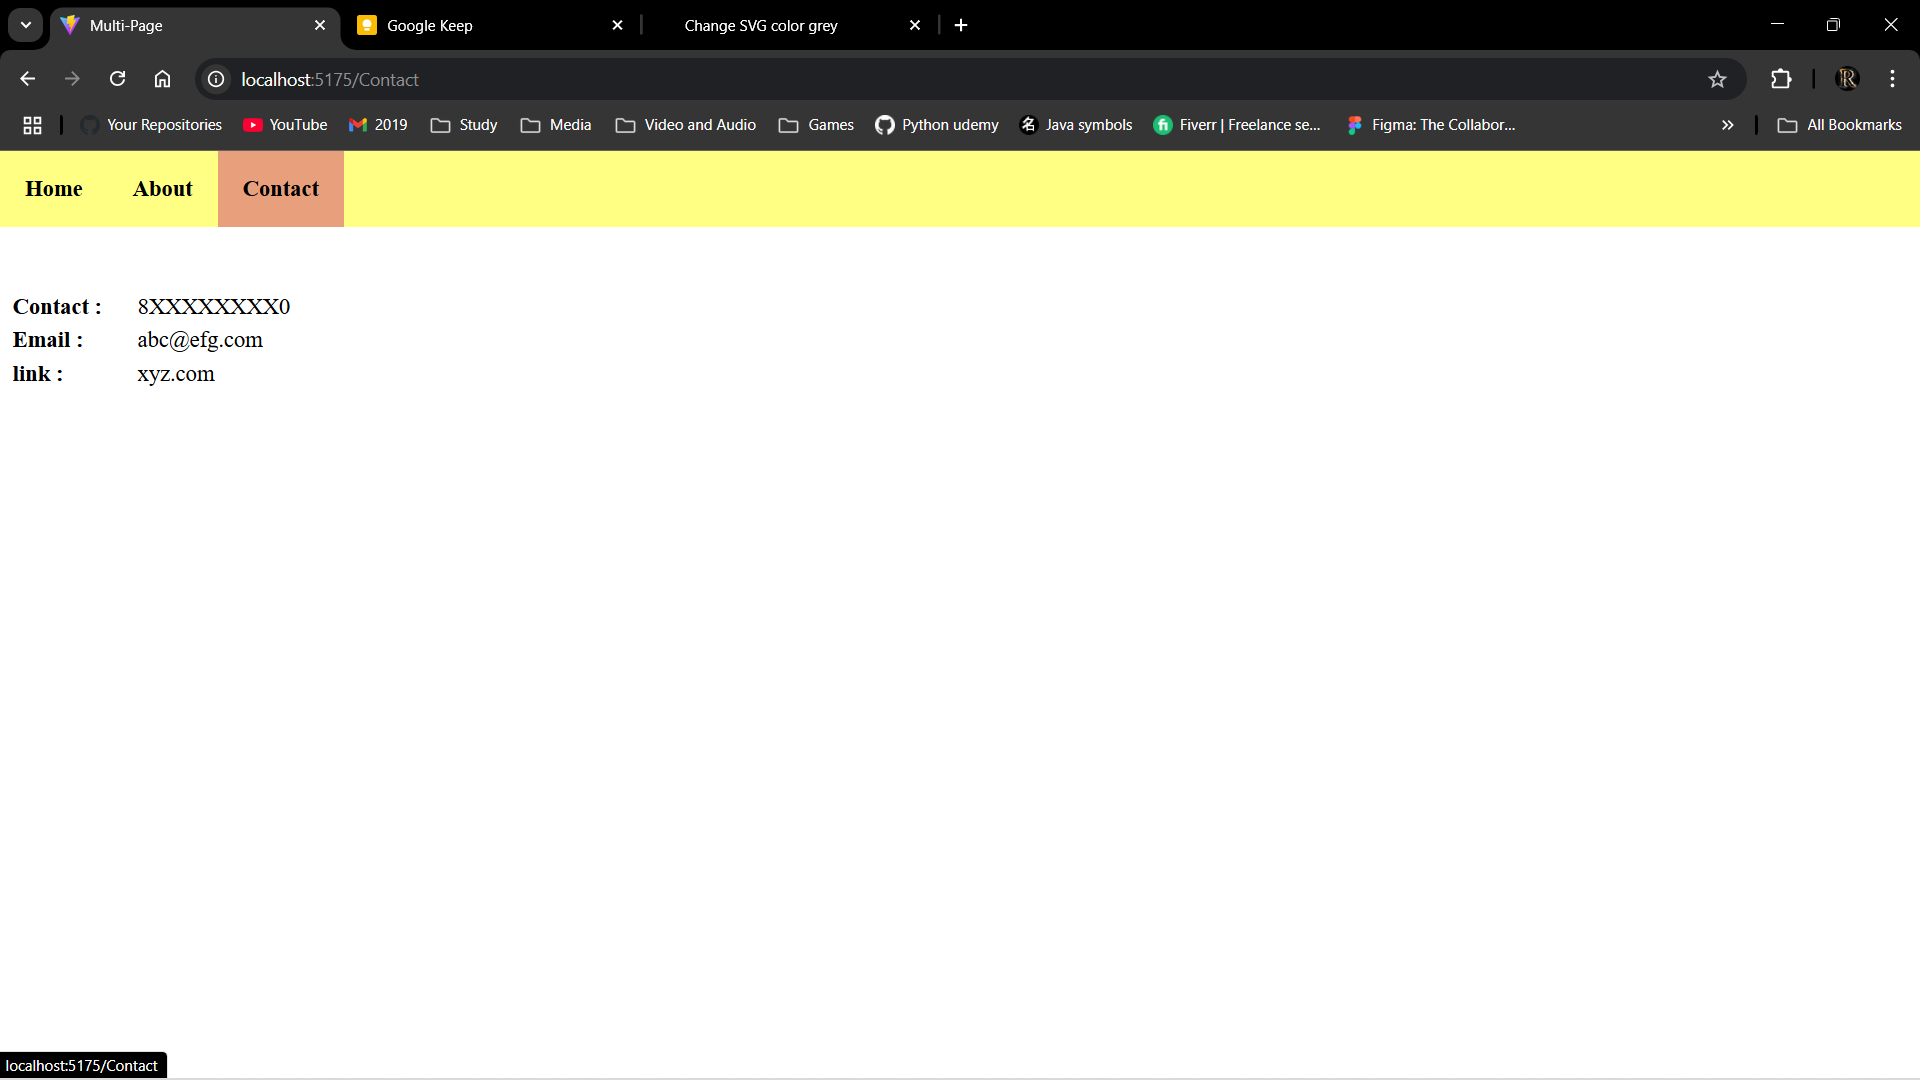 Multi-Page
Google Keep
Change SVG color grey
localhost:5175/Contact
Your Repositories
YouTube
2019
Study
Media
Video and Audio
Games
Python udemy
名 Java symbols
fi Fiverr | Freelance se...
Figma: The Collabor...
All Bookmarks
Home About Contact
Contact : 8XXXXXXXX0
Email : abc@efg.com
link : xyz.com
localhost:5175/Contact